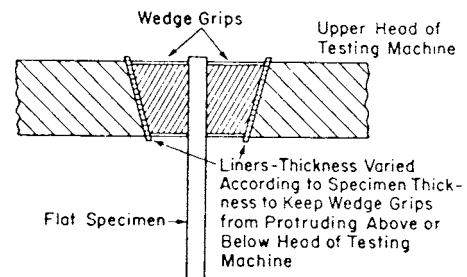 Wedge Grips
Upper Head of
Testing Machine
Liners-Thickness Varied
According to Specimen Thick-
ness to Keep Wedge Grips
from Protruding Above or
Below Head of Testing
Machine
Flat Specimen